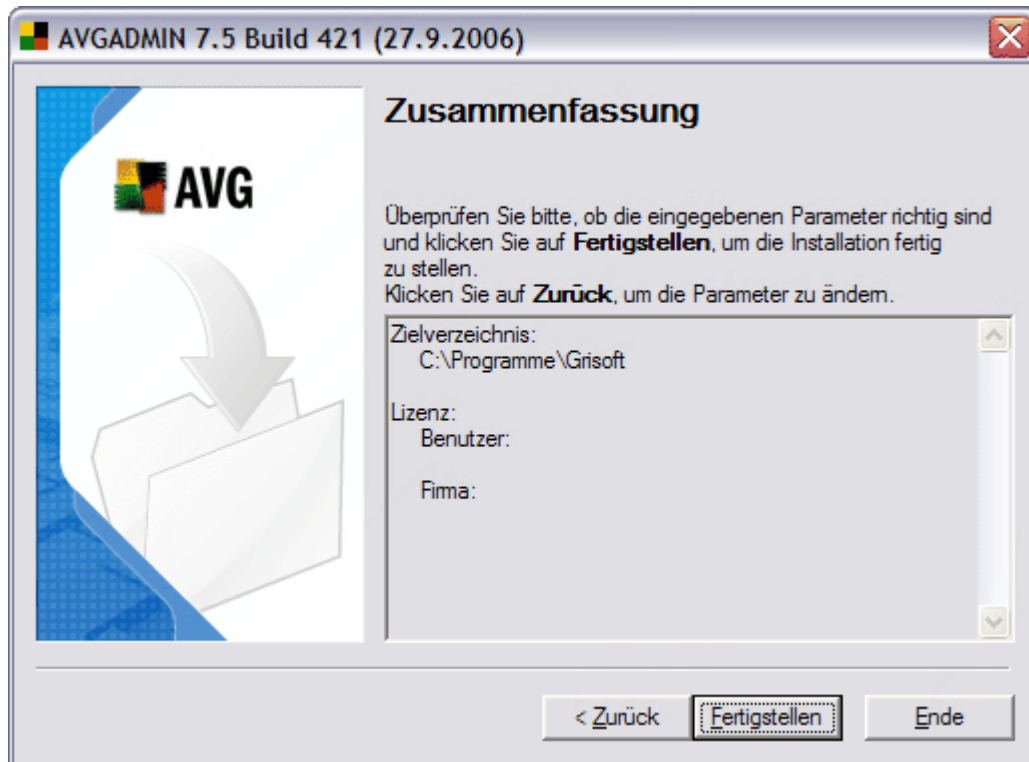 AVGADMIN 7.5 Build 421 (27.9.2006)
AVG
Zusammenfassung
Überprüfen Sie bitte, ob die eingegebenen Parameter richtig sind
und klicken Sie auf Fertigstellen, um die Installation fertig
zu stellen.
Klicken Sie auf Zurück, um die Parameter zu ändern.
Zielverzeichnis:
C:\Programme\Grisoft
Lizenz:
Benutzer:
Firma:
< Zurück
Fertigstellen
Ende